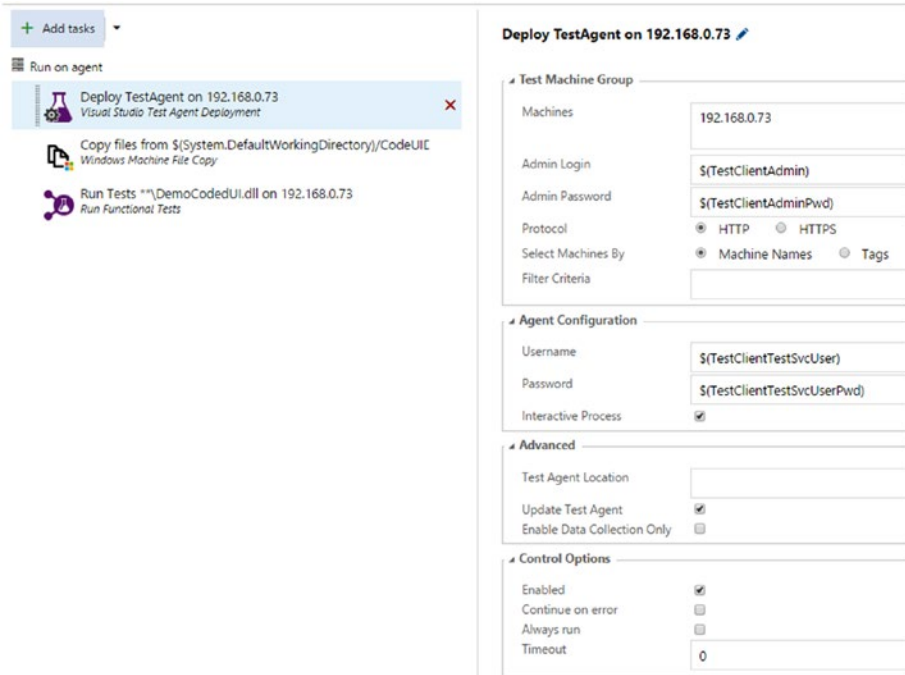 + Add tasks
Run on agent
Deploy TestAgent on 192.168.0.73
Visual Studio Test Agent Deployment
Copy files from $(System.DefaultWorkingDirectory)/CodeUID
Windows Machine File Copy
Run Tests **\DemoCodedUI.dll on 192.168.0.73
Run Functional Tests
Deploy TestAgent on 192.168.0.73
Test Machine Group
Machines 192.168.0.73
Admin Login $(TestClientAdmin)
Admin Password $(TestClientAdminPwd)
Protocol HTTP HTTPS
Select Machines By Machine Names Tags
Filter Criteria
Agent Configuration
Username $(TestClientTestSvcUser)
Password $(TestClientTestSvcUserPwd)
Interactive Process
Advanced
Test Agent Location
Update Test Agent
Enable Data Collection Only
Control Options
Enabled
Continue on error
Always run
Timeout 0